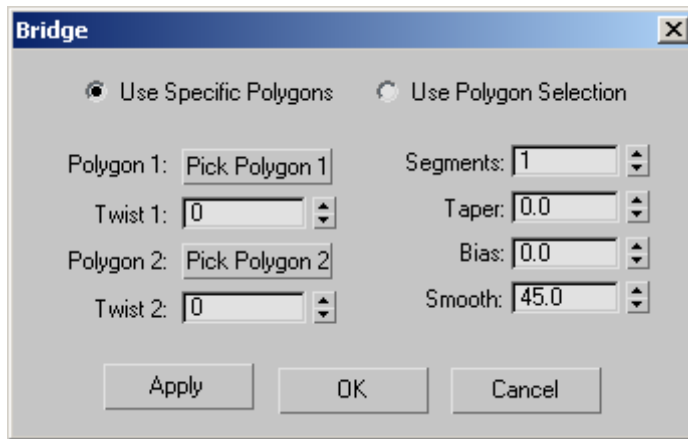 Bridge
Use Specific Polygons
Use Polygon Selection
Polygon 1: Pick Polygon 1
Twist 1: 0
Polygon 2: Pick Polygon 2
Twist 2: 0
Segments: 1
Taper: 0.0
Bias: 0.0
Smooth: 45.0
Apply
OK
Cancel